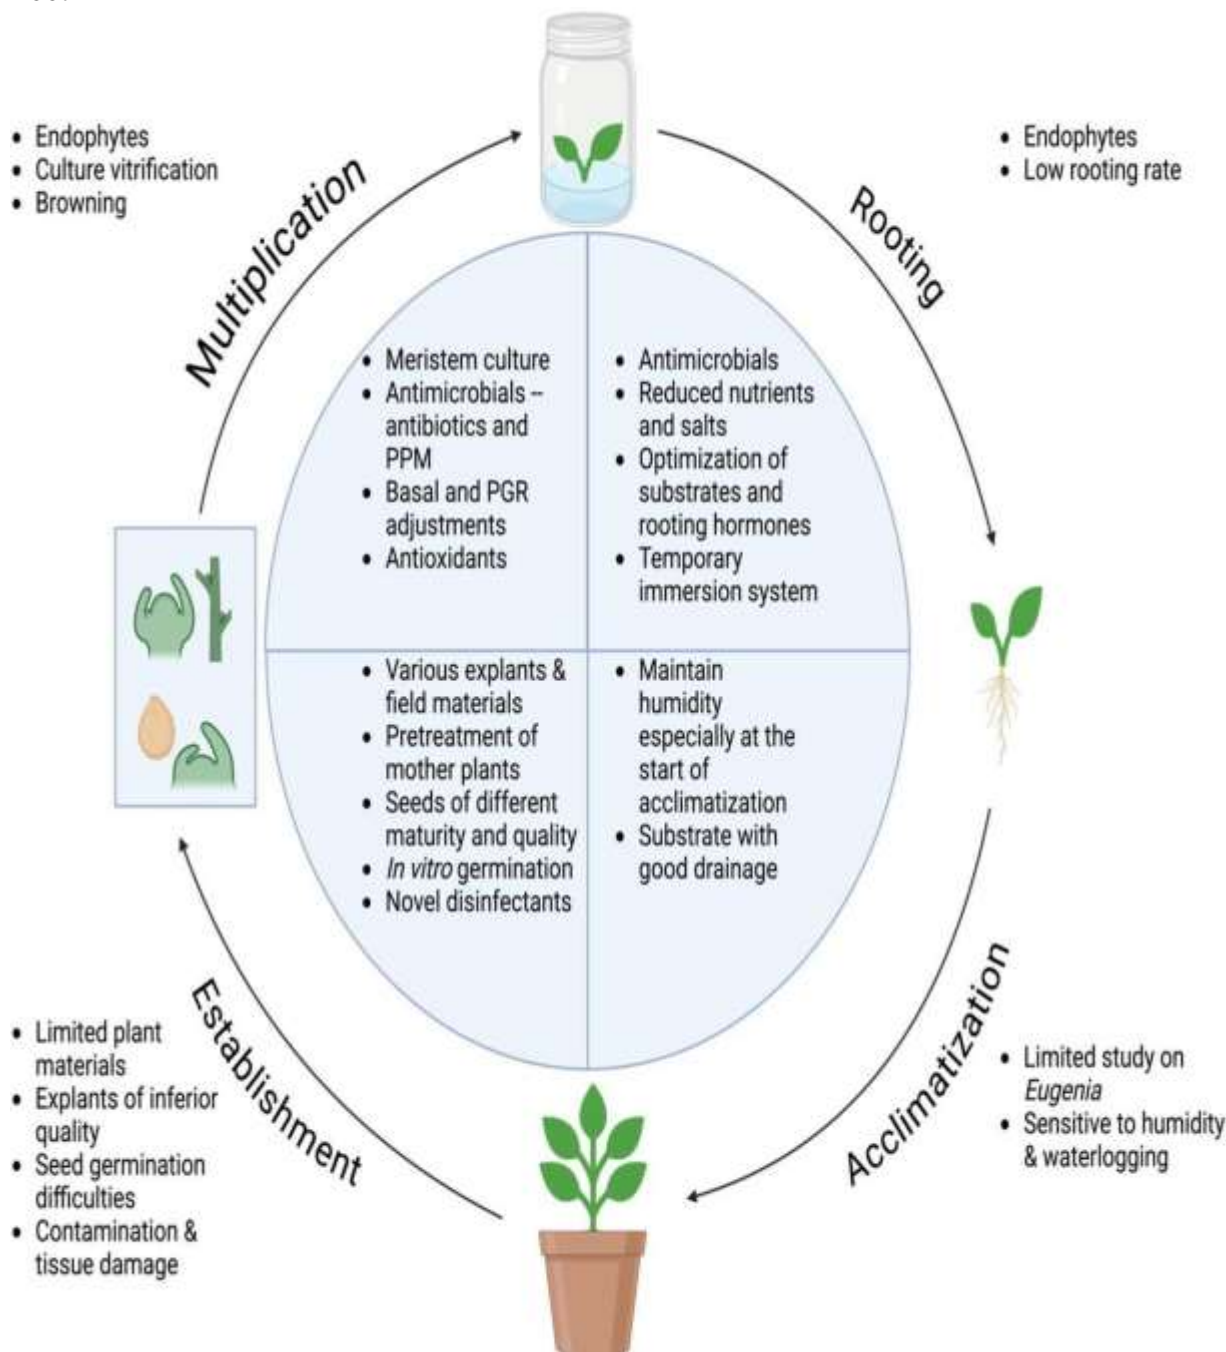 • Endophytes
• Culture vitrification
• Browning
Multiplication
• Endophytes
• Low rooting rate
Rooting
• Meristem culture
• Antimicrobials –
antibiotics and
PPM
• Basal and PGR
adjustments
• Antioxidants
• Antimicrobials
• Reduced nutrients
and salts
• Optimization of
substrates and
rooting hormones
• Temporary
immersion system
• Various explants &
field materials
• Pretreatment of
mother plants
• Seeds of different
maturity and quality
• In vitro germination
• Novel disinfectants
• Maintain
humidity
especially at the
start of
acclimatization
• Substrate with
good drainage
Establishment
• Limited plant
materials
• Explants of inferior
quality
• Seed germination
difficulties
• Contamination &
tissue damage
Acclimatization
• Limited study on
Eugenia
• Sensitive to humidity
& waterlogging